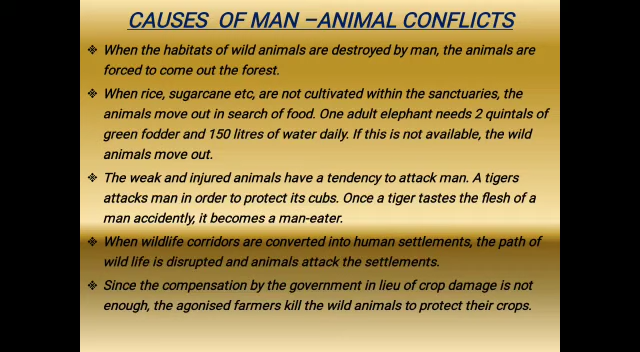 CAUSES OF MAN –ANIMAL CONFLICTS
❖ When the habitats of wild animals are destroyed by man, the animals are
forced to come out the forest.
❖ When rice, sugarcane etc, are not cultivated within the sanctuaries, the
animals move out in search of food. One adult elephant needs 2 quintals of
green fodder and 150 litres of water daily. If this is not available, the wild
animals move out.
❖ The weak and injured animals have a tendency to attack man. A tigers
attacks man in order to protect its cubs. Once a tiger tastes the flesh of a
man accidently, it becomes a man-eater.
❖ When wildlife corridors are converted into human settlements, the path of
wild life is disrupted and animals attack the settlements.
❖ Since the compensation by the government in lieu of crop damage is not
enough, the agonised farmers kill the wild animals to protect their crops.